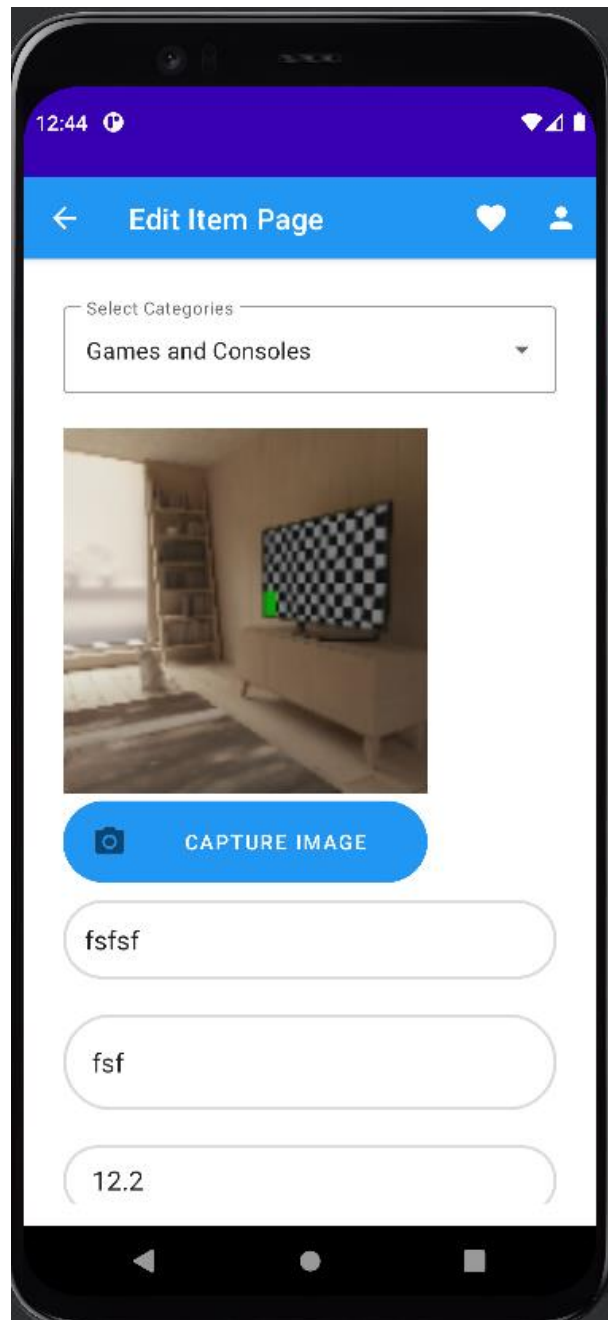 12:44
Edit Item Page
Select Categories
Games and Consoles
CAPTURE IMAGE
fsfsf
fsf
12.2